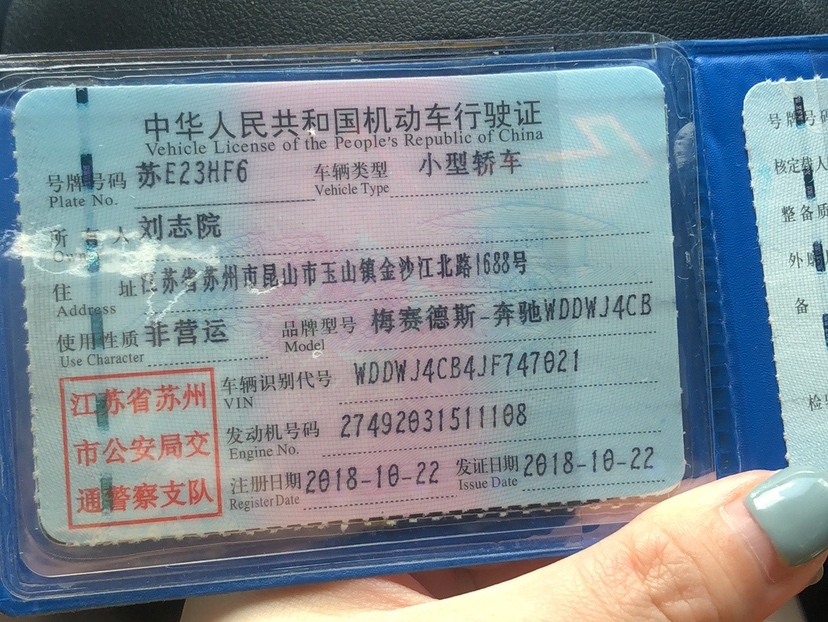 中华人民共和国机动车行驶证
Vehicle License of the People's Republic of China
号牌号码 苏E23HF6 车辆类型 小型轿车
Plate No. Vehicle Type
所有人 刘志院
Owner
住址 江苏省苏州市昆山市玉山镇金沙江北路1688号
Address
使用性质 非营运 品牌型号 梅赛德斯-奔驰WDDWJ4CB
Use Character Model
车辆识别代号 WDDWJ4CB4JF747021
VIN
发动机号码 27492031511108
Engine No.
注册日期 2018-10-22 发证日期 2018-10-22
Register Date Issue Date
江苏省苏州
市公安局交
通警察支队
号牌号码
核定载人
整备质
外
备
检